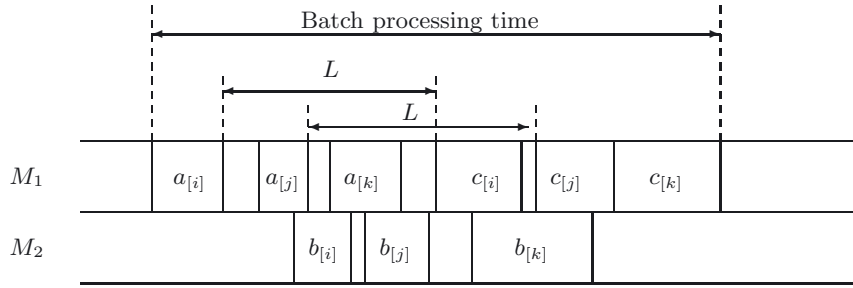 Batch processing time
L
L
M₁ a[i] a[j] a[k] c[i] c[j] c[k]
M₂ b[i] b[j] b[k]